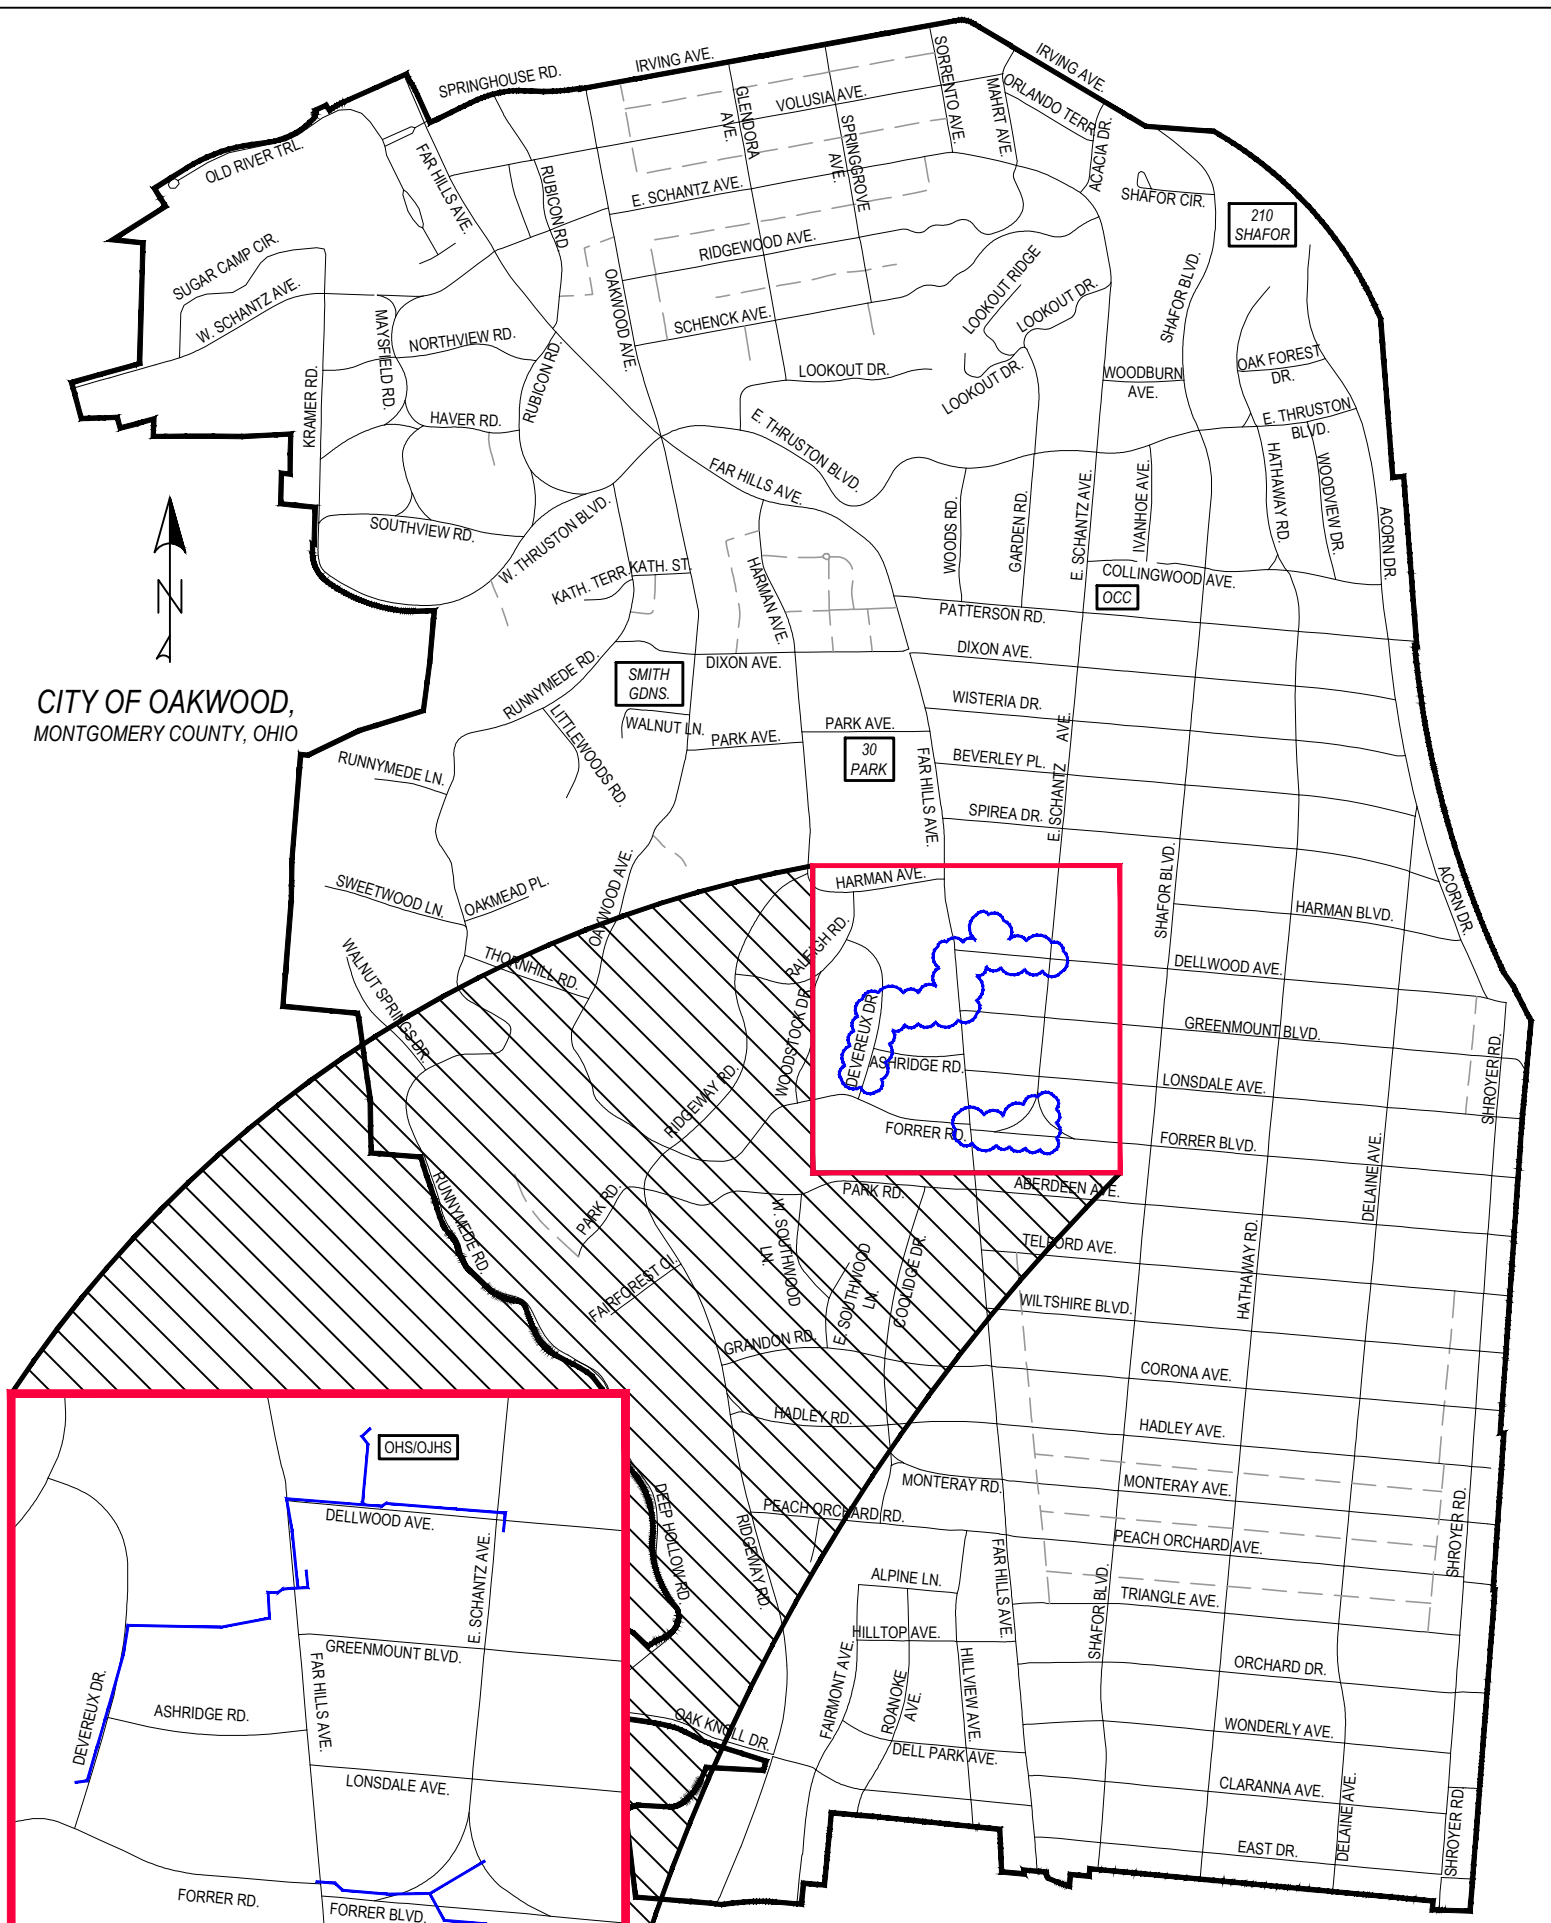 SPRINGHOUSE RD.
IRVING AVE.
IRVING AVE.
SORRENTO AVE.
MAHRT AVE.
ORLANDO TERR.
ACACIA DR.
VOLUSIA AVE.
GLENDORA
AVE.
SPRINGGROVE
AVE.
OLD RIVER TRL.
FAR HILLS AVE.
RUBICON RD.
E. SCHANTZ AVE.
SHAFOR CIR.
210
SHAFOR
RIDGEWOOD AVE.
SUGAR CAMP CIR.
W. SCHANTZ AVE.
OAKWOOD AVE.
LOOKOUT RIDGE
LOOKOUT DR.
SHAFOR BLVD.
SCHENCK AVE.
MAYSFIELD RD.
NORTHVIEW RD.
RUBICON RD.
KRAMER RD.
LOOKOUT DR.
LOOKOUT DR.
WOODBURN
AVE.
OAK FOREST
DR.
HAVER RD.
E. THRUSTON BLVD.
E. THRUSTON
BLVD.
FAR HILLS AVE.
HATHAWAY RD.
WOODVIEW DR.
WOODS RD.
GARDEN RD.
E. SCHANTZ AVE.
IVANHOE AVE.
ACORN DR.
SOUTHVIEW RD.
W. THRUSTON BLVD.
KATH. TERR.
KATH. ST.
HARMAN AVE.
COLLINGWOOD AVE.
OCC
PATTERSON RD.
N
DIXON AVE.
DIXON AVE.
RUNNYMEDE RD.
SMITH
GDNS.
CITY OF OAKWOOD,
MONTGOMERY COUNTY, OHIO
WISTERIA DR.
LITTLEWOODS RD.
WALNUT LN.
PARK AVE.
PARK AVE.
30
PARK
FAR HILLS AVE.
BEVERLEY PL.
E. SCHANTZ AVE.
RUNNYMEDE LN.
SPIREA DR.
SHAFOR BLVD.
ACORN DR.
SWEETWOOD LN.
OAKMEAD PL.
OAKWOOD AVE.
HARMAN AVE.
HARMAN BLVD.
RALEIGH RD.
WALNUT SPRINGS DR.
THORNHILL RD.
DELLWOOD AVE.
WOODSTOCK DR.
DEVEREUX DR.
GREENMOUNT BLVD.
SHROYER RD.
RIDGEWAY RD.
ASHRIDGE RD.
LONSDALE AVE.
FORRER RD.
FORRER BLVD.
DELAINE AVE.
RUNNYMEDE RD.
PARK RD.
PARK RD.
ABERDEEN AVE.
W. SOUTHWOOD
LN.
E. SOUTHWOOD
LN.
COOLIDGE DR.
TELFORD AVE.
HATHAWAY RD.
FAIRFOREST CI.
WILTSHIRE BLVD.
GRANDON RD.
CORONA AVE.
HADLEY RD.
HADLEY AVE.
OHS/OJHS
DELLWOOD AVE.
E. SCHANTZ AVE.
DEEP HOLLOW RD.
RIDGEWAY RD.
MONTERAY RD.
MONTERAY AVE.
PEACH ORCHARD RD.
PEACH ORCHARD AVE.
SHROYER RD.
FAR HILLS AVE.
SHAFOR BLVD.
ALPINE LN.
TRIANGLE AVE.
HILLTOP AVE.
GREENMOUNT BLVD.
FAR HILLS AVE.
DEVEREUX DR.
ASHRIDGE RD.
FAIRMONT AVE.
ROANOKE
AVE.
HILLVIEW AVE.
ORCHARD DR.
OAK KNOLL DR.
WONDERLY AVE.
DELL PARK AVE.
LONSDALE AVE.
CLARANNA AVE.
DELAINE AVE.
SHROYER RD.
EAST DR.
FORRER RD.
FORRER BLVD.